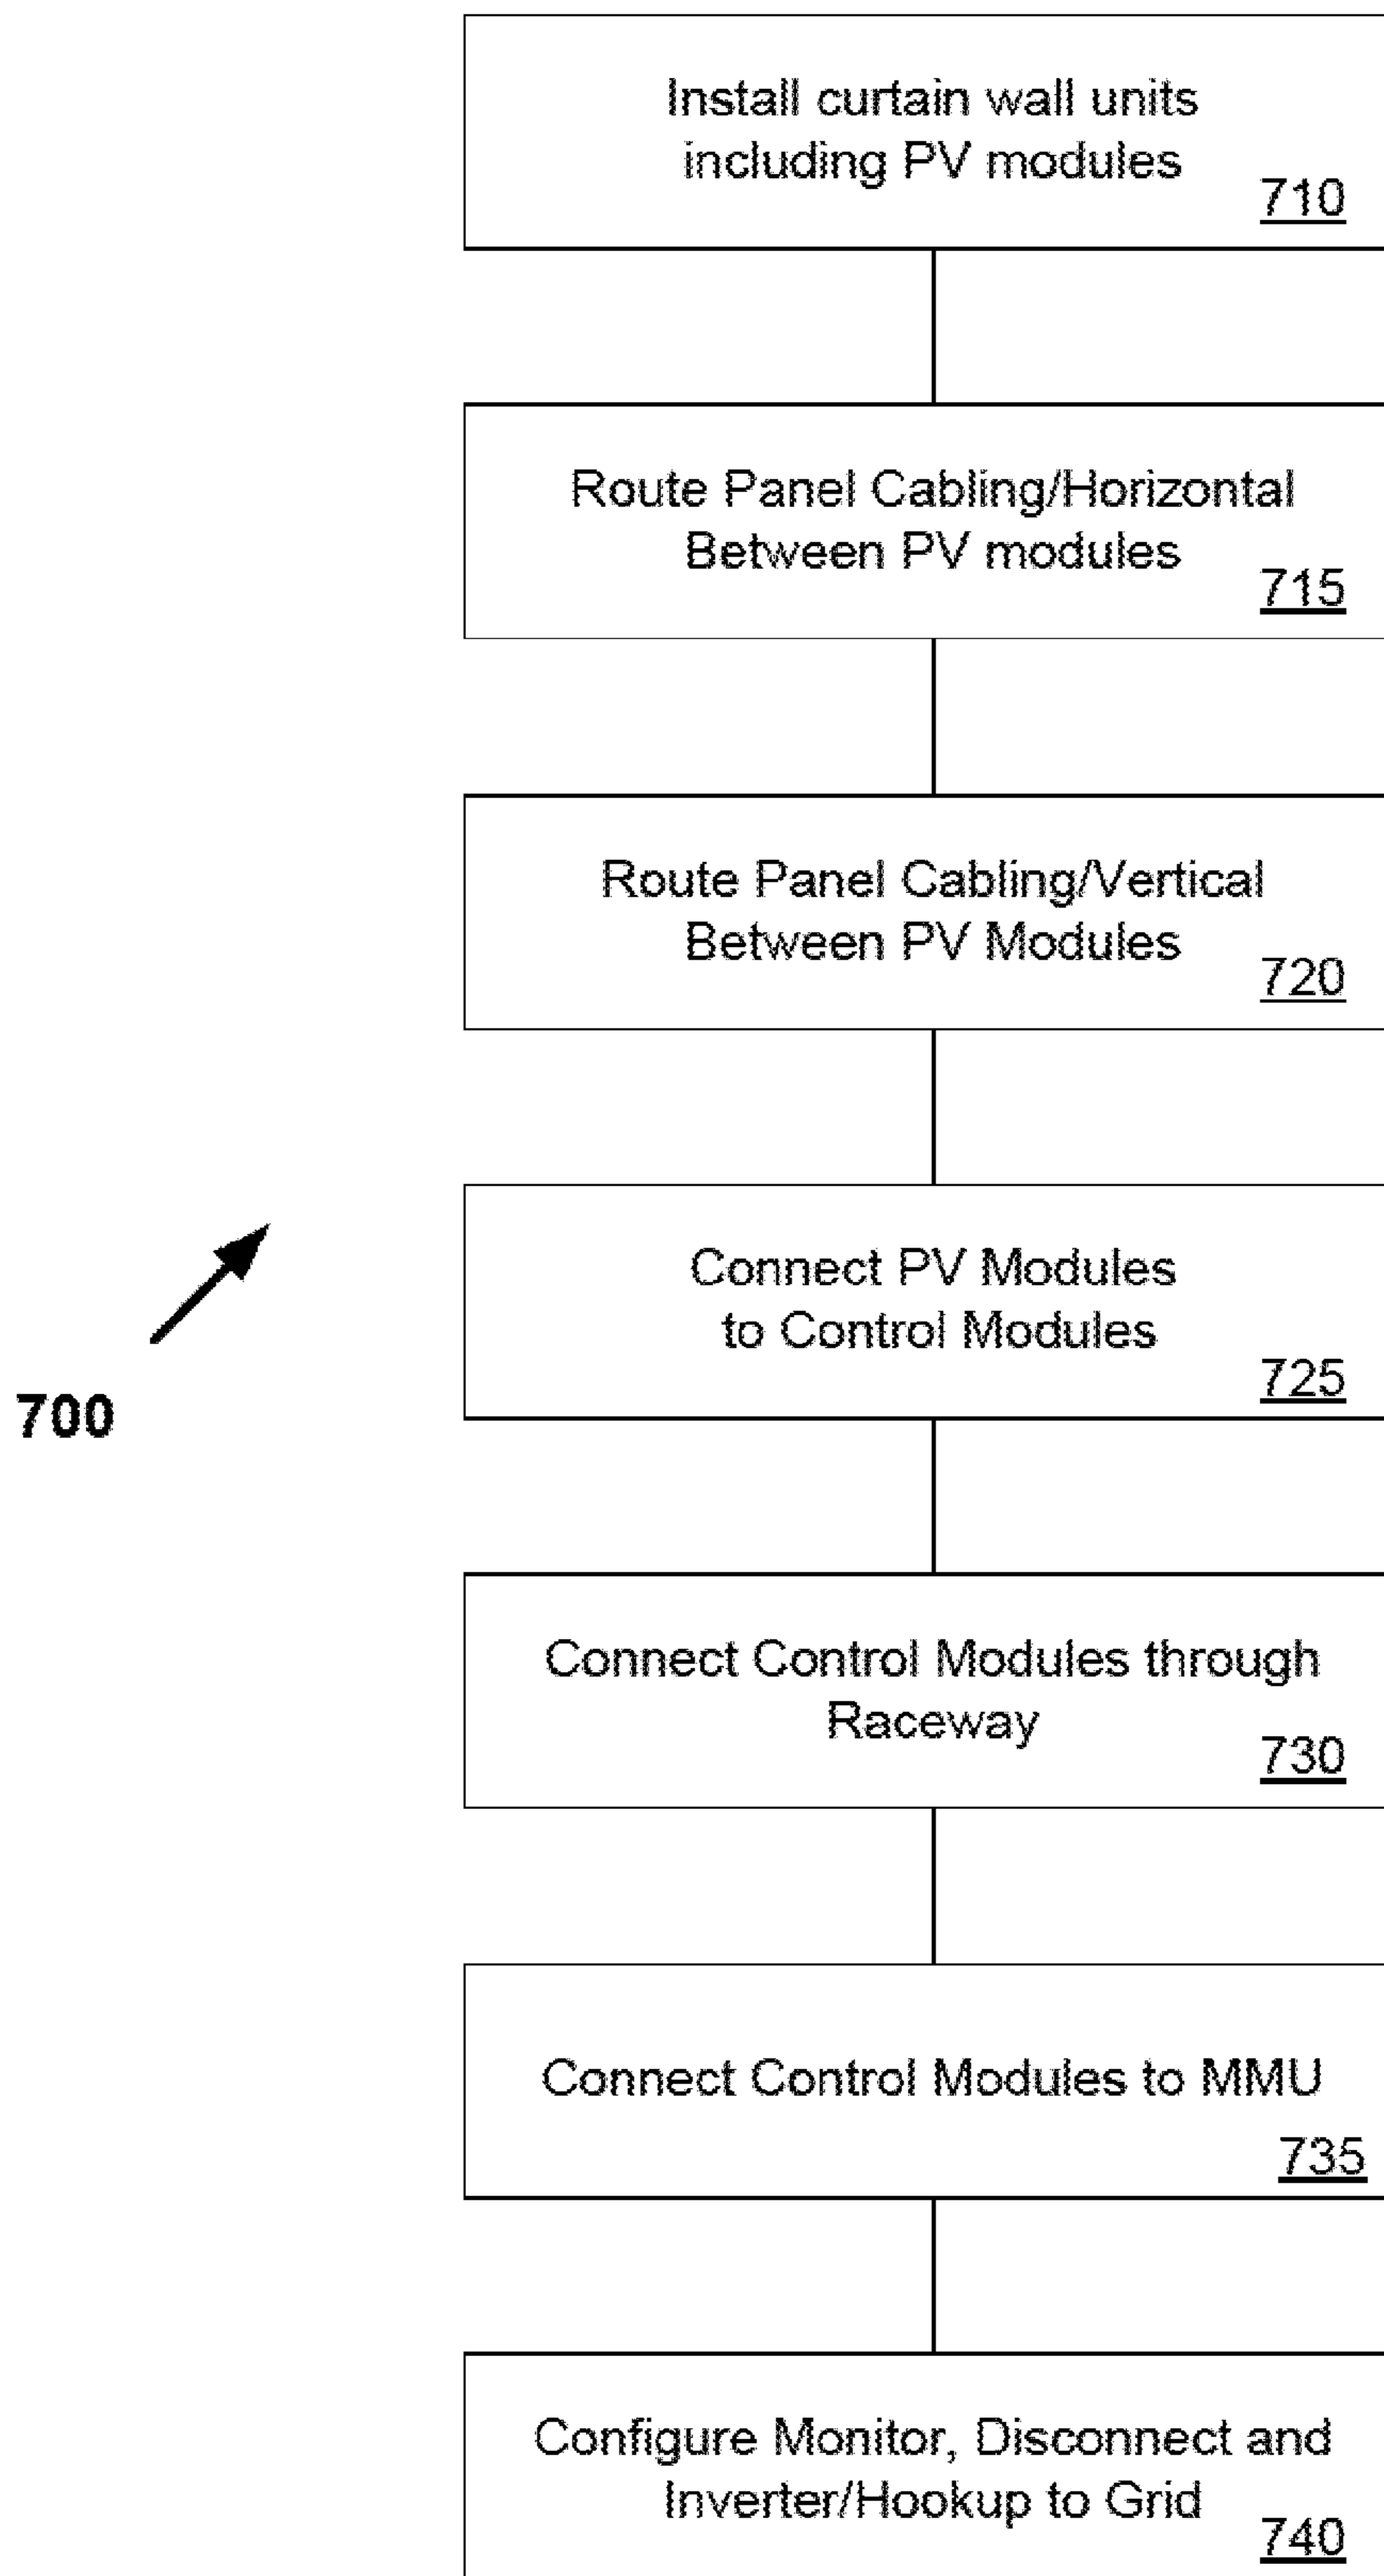 Install curtain wall units
including PV modules
710
Route Panel Cabling/Horizontal
Between PV modules
715
Route Panel Cabling/Vertical
Between PV Modules
720
Connect PV Modules
to Control Modules
725
700
Connect Control Modules through
Raceway
730
Connect Control Modules to MMU
735
Configure Monitor, Disconnect and
Inverter/Hookup to Grid
740